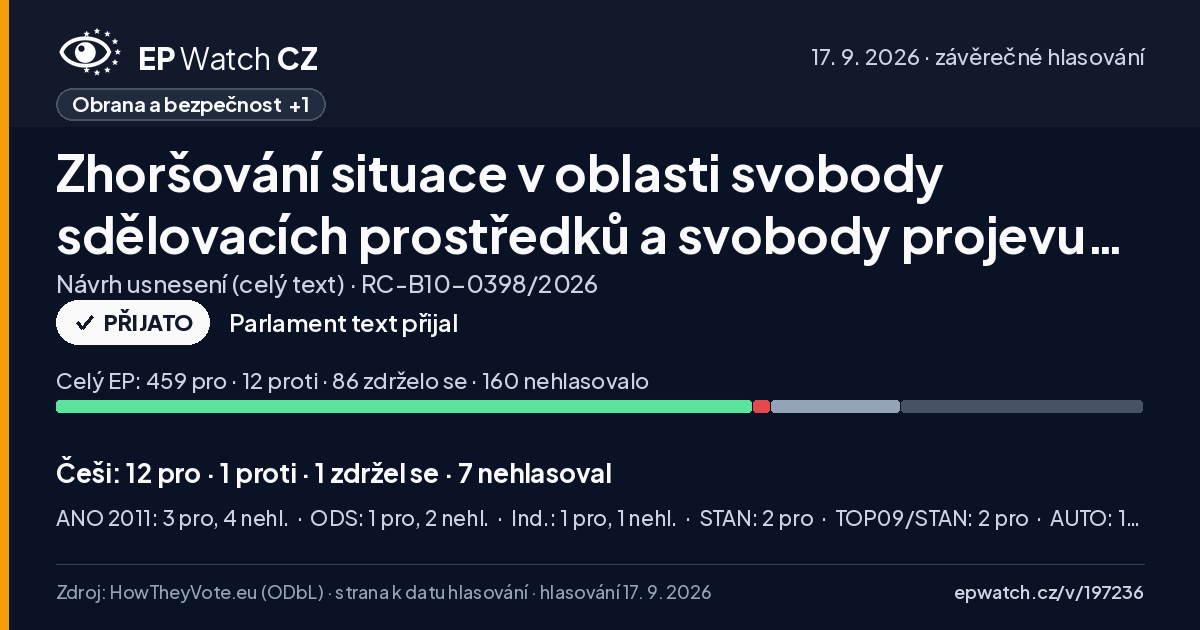 EP Watch CZ
17. 9. 2026 · závěrečné hlasování
Obrana a bezpečnost +1
Zhoršování situace v oblasti svobody
sdělovacích prostředků a svobody projevu…
Návrh usnesení (celý text) · RC-B10-0398/2026
✓ PŘIJATO Parlament text přijal
Celý EP: 459 pro · 12 proti · 86 zdrželo se · 160 nehlasovalo
Češi: 12 pro · 1 proti · 1 zdržel se · 7 nehlasoval
ANO 2011: 3 pro, 4 nehl. · ODS: 1 pro, 2 nehl. · Ind.: 1 pro, 1 nehl. · STAN: 2 pro · TOP09/STAN: 2 pro · AUTO: 1…
Zdroj: HowTheyVote.eu (ODbL) · strana k datu hlasování · hlasování 17. 9. 2026
epwatch.cz/v/197236